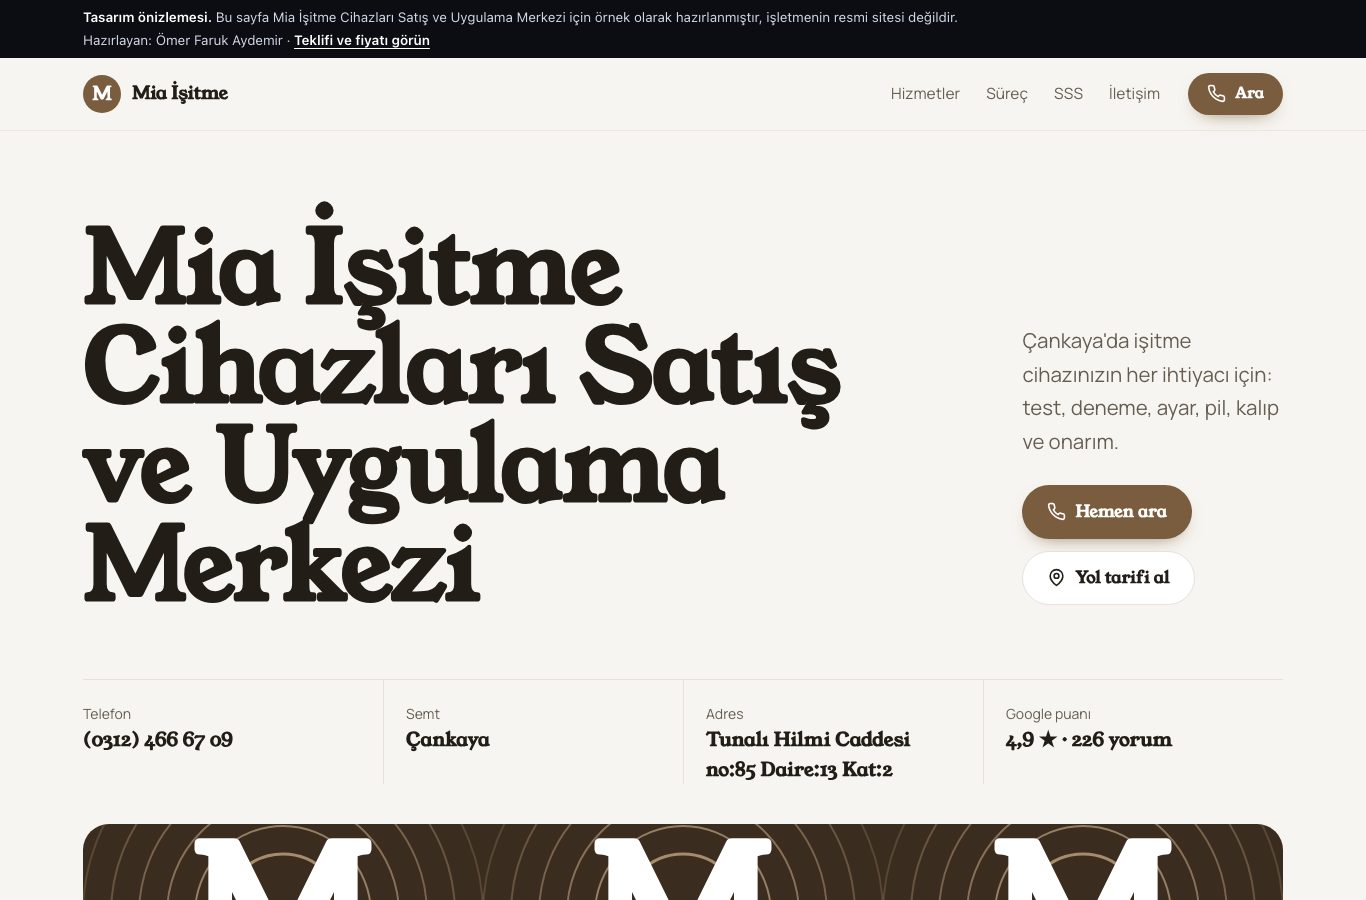 Tasarım önizlemesi. Bu sayfa Mia İşitme Cihazları Satış ve Uygulama Merkezi için örnek olarak hazırlanmıştır, işletmenin resmi sitesi değildir.
Hazırlayan: Ömer Faruk Aydemir · Teklifi ve fiyatı görün
M Mia İşitme
Hizmetler Süreç SSS İletişim Ara
Mia İşitme
Cihazları Satış
ve Uygulama
Merkezi
Çankaya'da işitme
cihazınızın her ihtiyacı için:
test, deneme, ayar, pil, kalıp
ve onarım.
Hemen ara
Yol tarifi al
Telefon
(0312) 466 67 09
Semt
Çankaya
Adres
Tunalı Hilmi Caddesi
no:85 Daire:13 Kat:2
Google puanı
4,9 ★ · 226 yorum
M M M